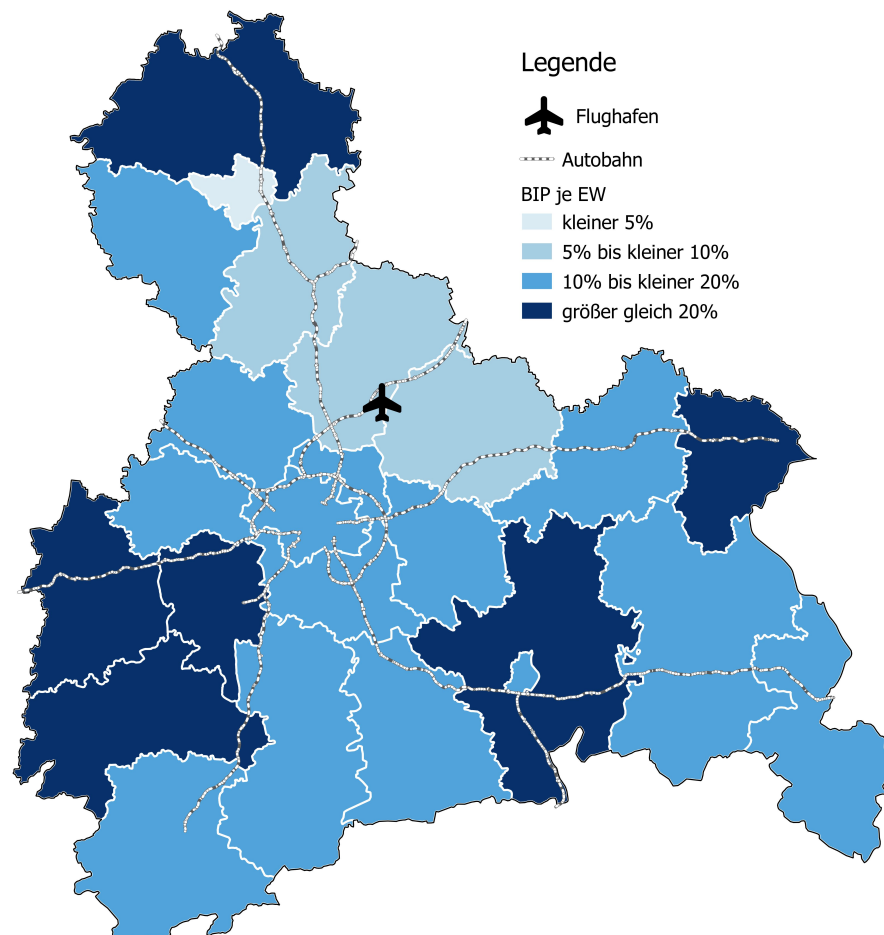 Legende
Flughafen
Autobahn
BIP je EW
kleiner 5%
5% bis kleiner 10%
10% bis kleiner 20%
größer gleich 20%